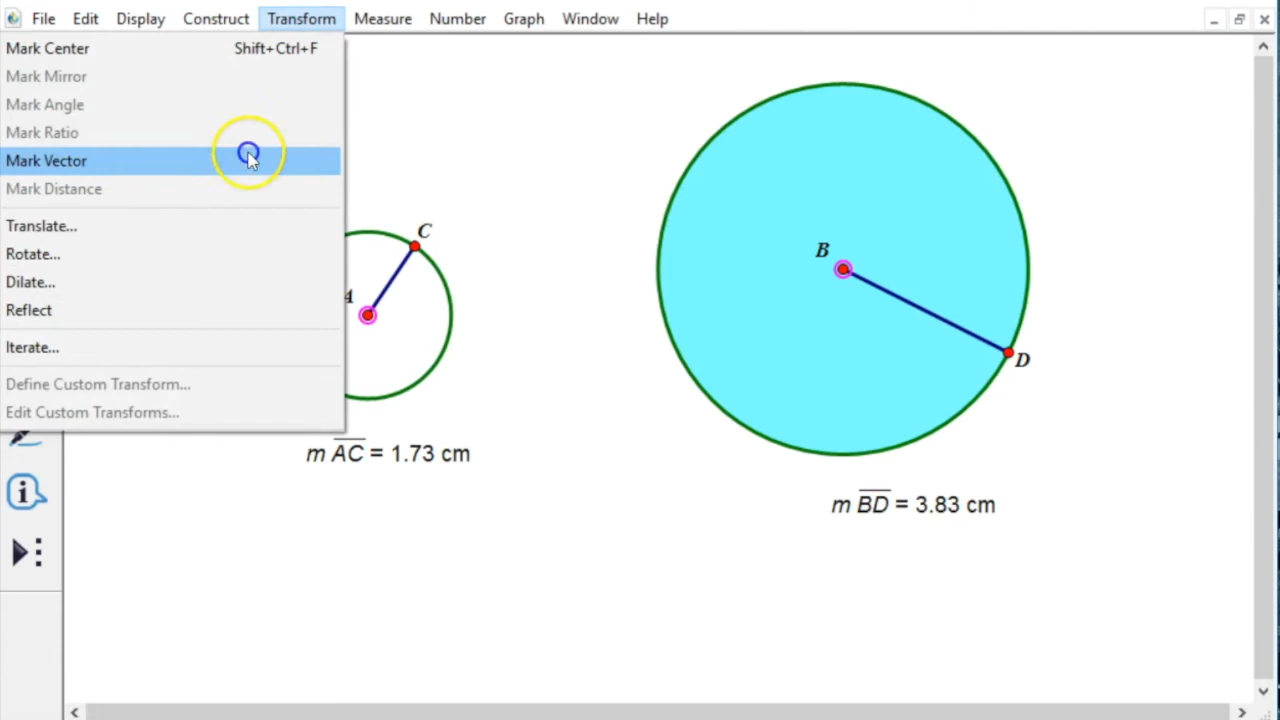 File Edit Display Construct Transform Measure Number Graph Window Help
Mark Center Shift+Ctrl+F
Mark Mirror
Mark Angle
Mark Ratio
Mark Vector
Mark Distance
Translate...
Rotate...
Dilate...
Reflect
Iterate...
Define Custom Transform...
Edit Custom Transforms...
C
A
B
D
m AC = 1.73 cm
m BD = 3.83 cm